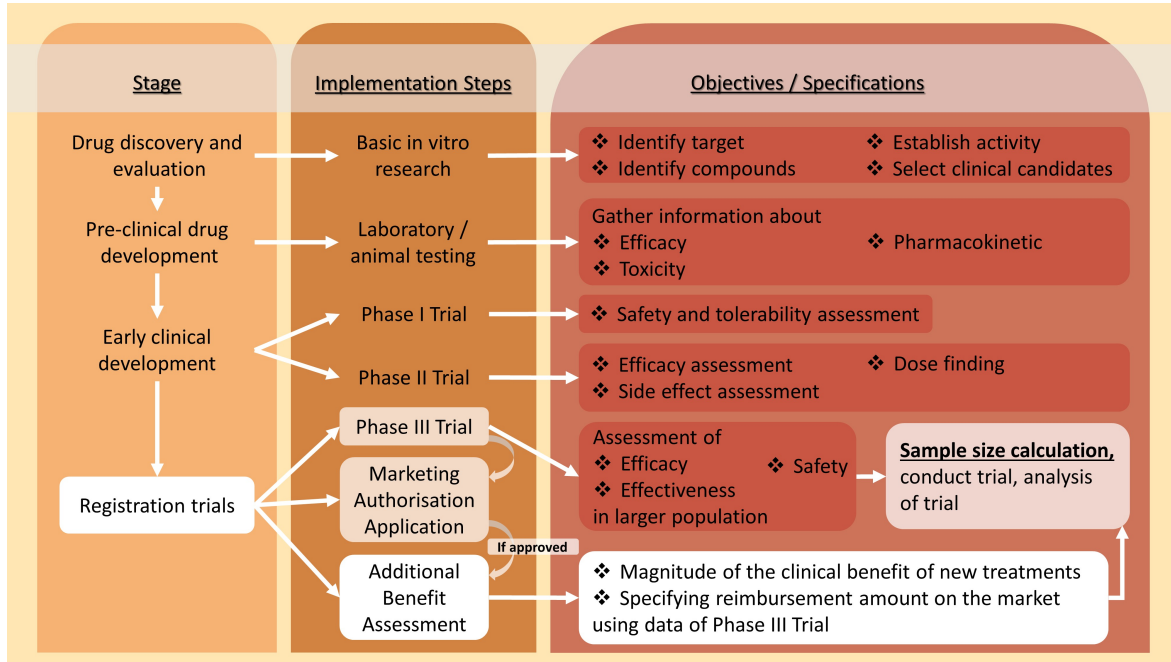 Stage
Implementation Steps
Objectives / Specifications
Drug discovery and
evaluation
Basic in vitro
research
❖ Identify target
❖ Identify compounds
❖ Establish activity
❖ Select clinical candidates
Pre-clinical drug
development
Laboratory /
animal testing
Gather information about
❖ Efficacy
❖ Toxicity
❖ Pharmacokinetic
Early clinical
development
Phase I Trial
❖ Safety and tolerability assessment
Phase II Trial
❖ Efficacy assessment
❖ Side effect assessment
❖ Dose finding
Registration trials
Phase III Trial
Assessment of
❖ Efficacy
❖ Effectiveness
in larger population
❖ Safety
Sample size calculation,
conduct trial, analysis
of trial
Marketing
Authorisation
Application
If approved
Additional
Benefit
Assessment
❖ Magnitude of the clinical benefit of new treatments
❖ Specifying reimbursement amount on the market
using data of Phase III Trial